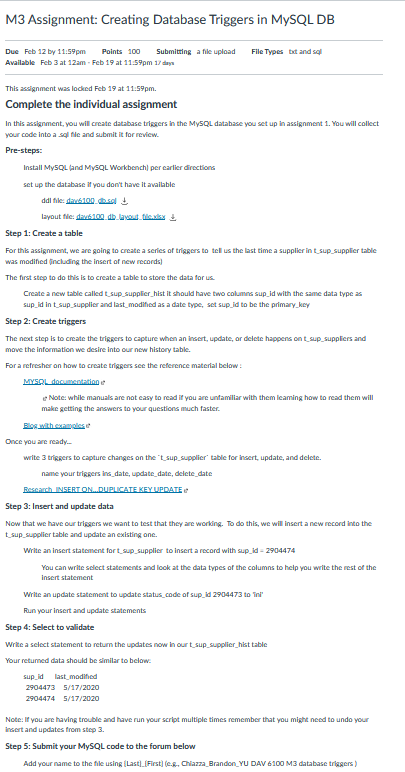 M3 Assignment: Creating Database Triggers in MySQL DB
Due Feb 12 by 11:59pm Points 100 Submitting a file upload File Types txt and sql
Available Feb 3 at 12am - Feb 19 at 11:59pm 17 days
This assignment was locked Feb 19 at 11:59pm.
Complete the individual assignment
In this assignment, you will create database triggers in the MySQL database you set up in assignment 1. You will collect
your code into a .sql file and submit it for review.
Pre-steps:
Install MySQL (and MySQL Workbench) per earlier directions
set up the database if you don't have it available
ddl file: dav6100_db.sql
layout file: dav6100_db_layout_file.xlsx
Step 1: Create a table
For this assignment, we are going to create a series of triggers to tell us the last time a supplier in t_sup_supplier table
was modified (including the insert of new records)
The first step to do this is to create a table to store the data for us.
Create a new table called t_sup_supplier_hist It should have two columns sup_id with the same data type as
sup_id in t_sup_supplier and last_modified as a date type, set sup_id to be the primary_key
Step 2: Create triggers
The next step is to create the triggers to capture when an insert, update, or delete happens on t_sup_suppliers and
move the information we desire into our new history table.
For a refresher on how to create triggers see the reference material below :
MYSQL documentation
Note: while manuals are not easy to read if you are unfamiliar with them learning how to read them will
make getting the answers to your questions much faster.
Blog with examples
Once you are ready...
write 3 triggers to capture changes on the `t_sup_supplier` table for insert, update, and delete.
name your triggers ins_date, update_date, delete_date
Research INSERT ON...DUPLICATE KEY UPDATE
Step 3: Insert and update data
Now that we have our triggers we want to test that they are working. To do this, we will insert a new record into the
t_sup_supplier table and update an existing one.
Write an insert statement for t_sup_supplier to insert a record with sup_id = 2904474
You can write select statements and look at the data types of the columns to help you write the rest of the
insert statement
Write an update statement to update status_code of sup_id 2904473 to 'ini'
Run your insert and update statements
Step 4: Select to validate
Write a select statement to return the updates now in our t_sup_supplier_hist table
Your returned data should be similar to below:
sup_id last_modified
2904473 5/17/2020
2904474 5/17/2020
Note: If you are having trouble and have run your script multiple times remember that you might need to undo your
insert and updates from step 3.
Step 5: Submit your MySQL code to the forum below
Add your name to the file using {Last}_{First} (e.g., Chiazza_Brandon_YU DAV 6100 M3 database triggers )